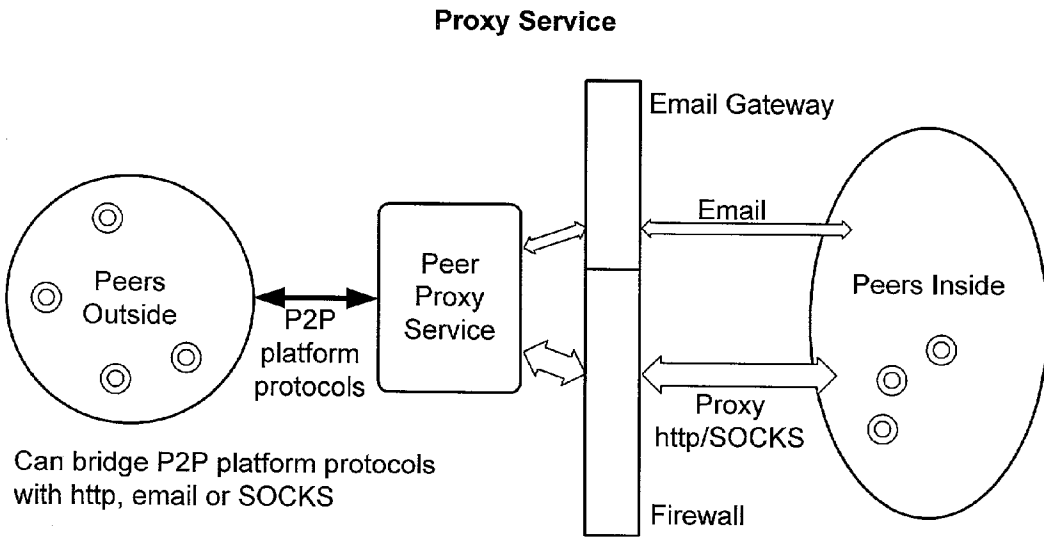 Proxy Service
Email Gateway
Email
Peers
Outside
Peer
Proxy
Service
Peers Inside
P2P
platform
protocols
Proxy
http/SOCKS
Can bridge P2P platform protocols
with http, email or SOCKS
Firewall